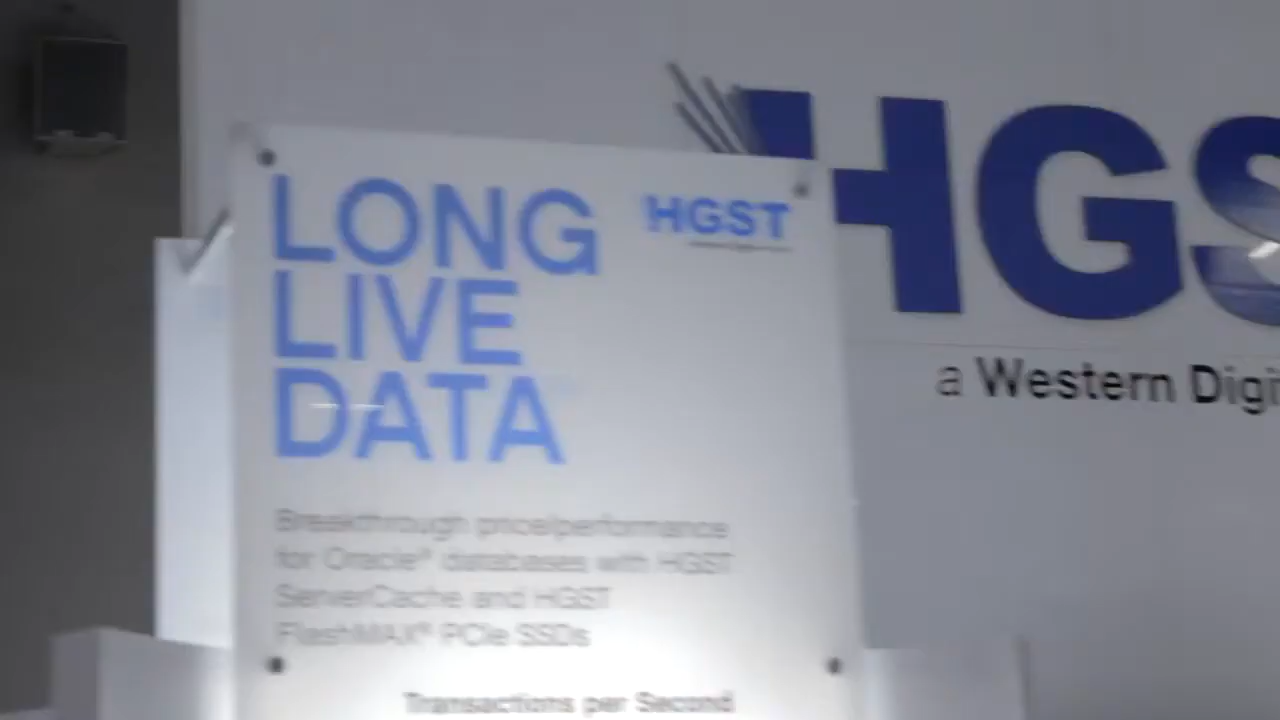 LONG
LIVE
DATA
HGST
Breakthrough price/performance
for Oracle® databases with HGST
ServerCache and HGST
FlashMAX® PCIe SSDs
Transactions per Second
HGS
a Western Digi